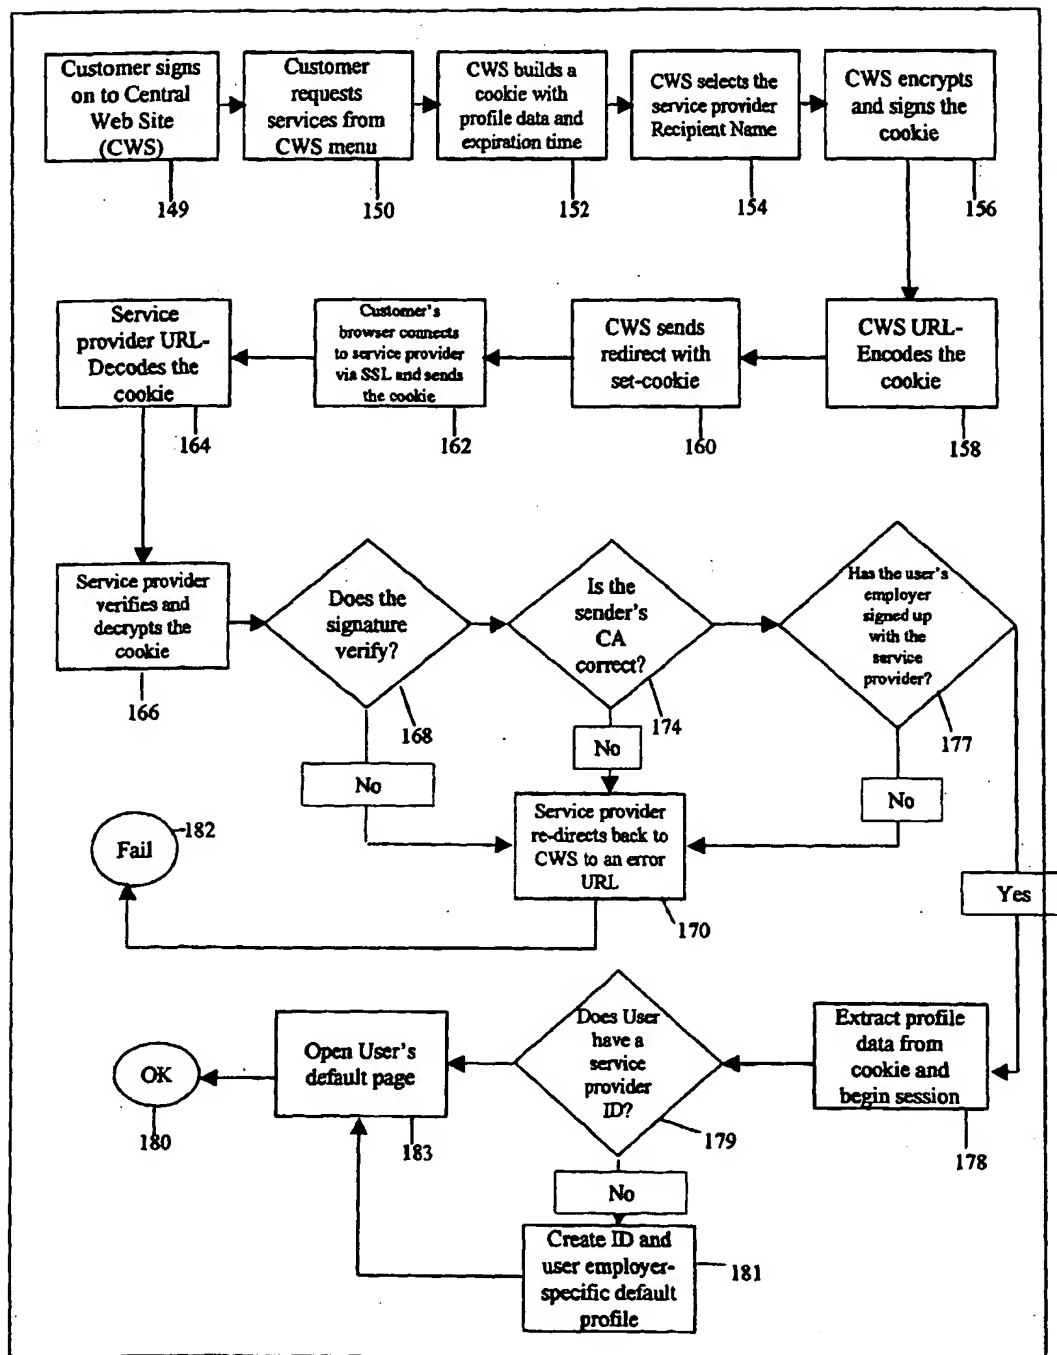 Customer signs
on to Central
Web Site
(CWS)
149
Customer
requests
services from
CWS menu
150
CWS builds a
cookie with
profile data and
expiration time
152
CWS selects the
service provider
Recipient Name
154
CWS encrypts
and signs the
cookie
156
Service
provider URL-
Decodes the
cookie
164
Customer's
browser connects
to service provider
via SSL and sends
the cookie
162
CWS sends
redirect with
set-cookie
160
CWS URL-
Encodes the
cookie
158
Service provider
verifies and
decrypts the
cookie
166
Does the
signature
verify?
168
No
Is the
sender's
CA
correct?
174
No
Has the user's
employer
signed up
with the
service
provider?
177
No
Fail
182
Service provider
re-directs back to
CWS to an error
URL
170
Yes
OK
180
Open User's
default page
183
Does User
have a
service
provider
ID?
179
No
Extract profile
data from
cookie and
begin session
178
Create ID and
user employer-
specific default
profile
181